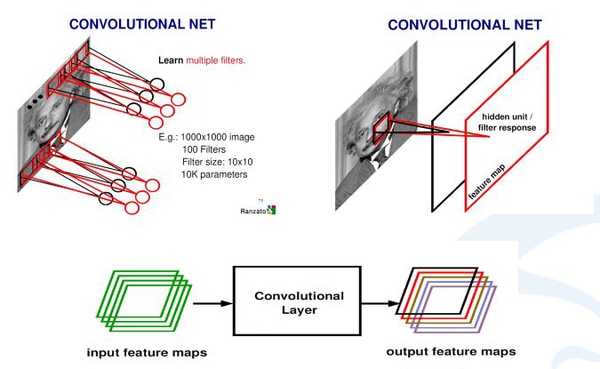 CONVOLUTIONAL NET
Learn multiple filters.
E.g.: 1000x1000 image
100 Filters
Filter size: 10x10
10K parameters
Ranzato
CONVOLUTIONAL NET
hidden unit /
filter response
feature map
Convolutional
Layer
input feature maps
output feature maps